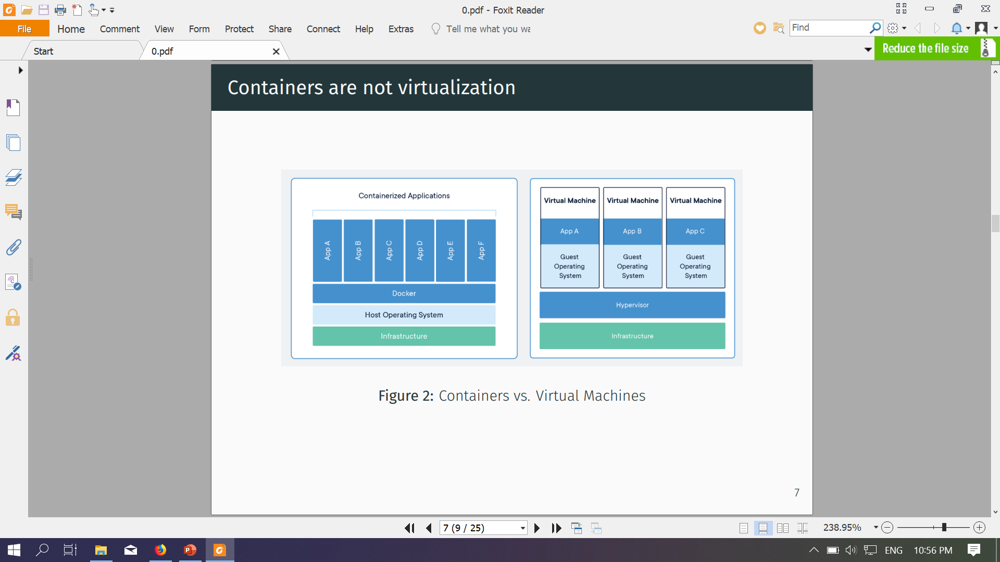 0.pdf - Foxit Reader
File Home Comment View Form Protect Share Connect Help Extras Tell me what you wa Find
Start 0.pdf Reduce the file size
Containers are not virtualization
Containerized Applications
App A App B App C App D App E App F
Docker
Host Operating System
Infrastructure
Virtual Machine Virtual Machine Virtual Machine
App A App B App C
Guest Guest Guest
Operating Operating Operating
System System System
Hypervisor
Infrastructure
Figure 2: Containers vs. Virtual Machines
7
7 (9 / 25) 238.95%
ENG 10:56 PM